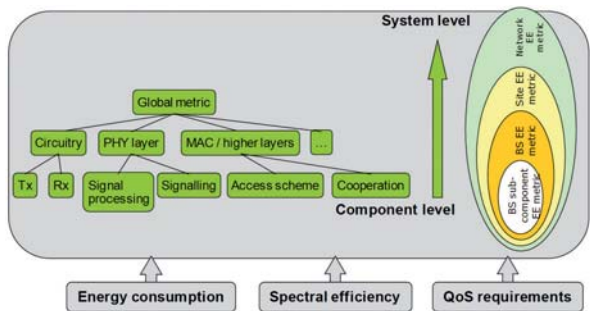 System level
Network
EE
metric
Site EE
metric
BS EE
metric
BS sub-
component
EE metric
Global metric
Circuitry
PHY layer
MAC / higher layers
...
Tx
Rx
Signal
processing
Signalling
Access scheme
Cooperation
Component level
Energy consumption
Spectral efficiency
QoS requirements